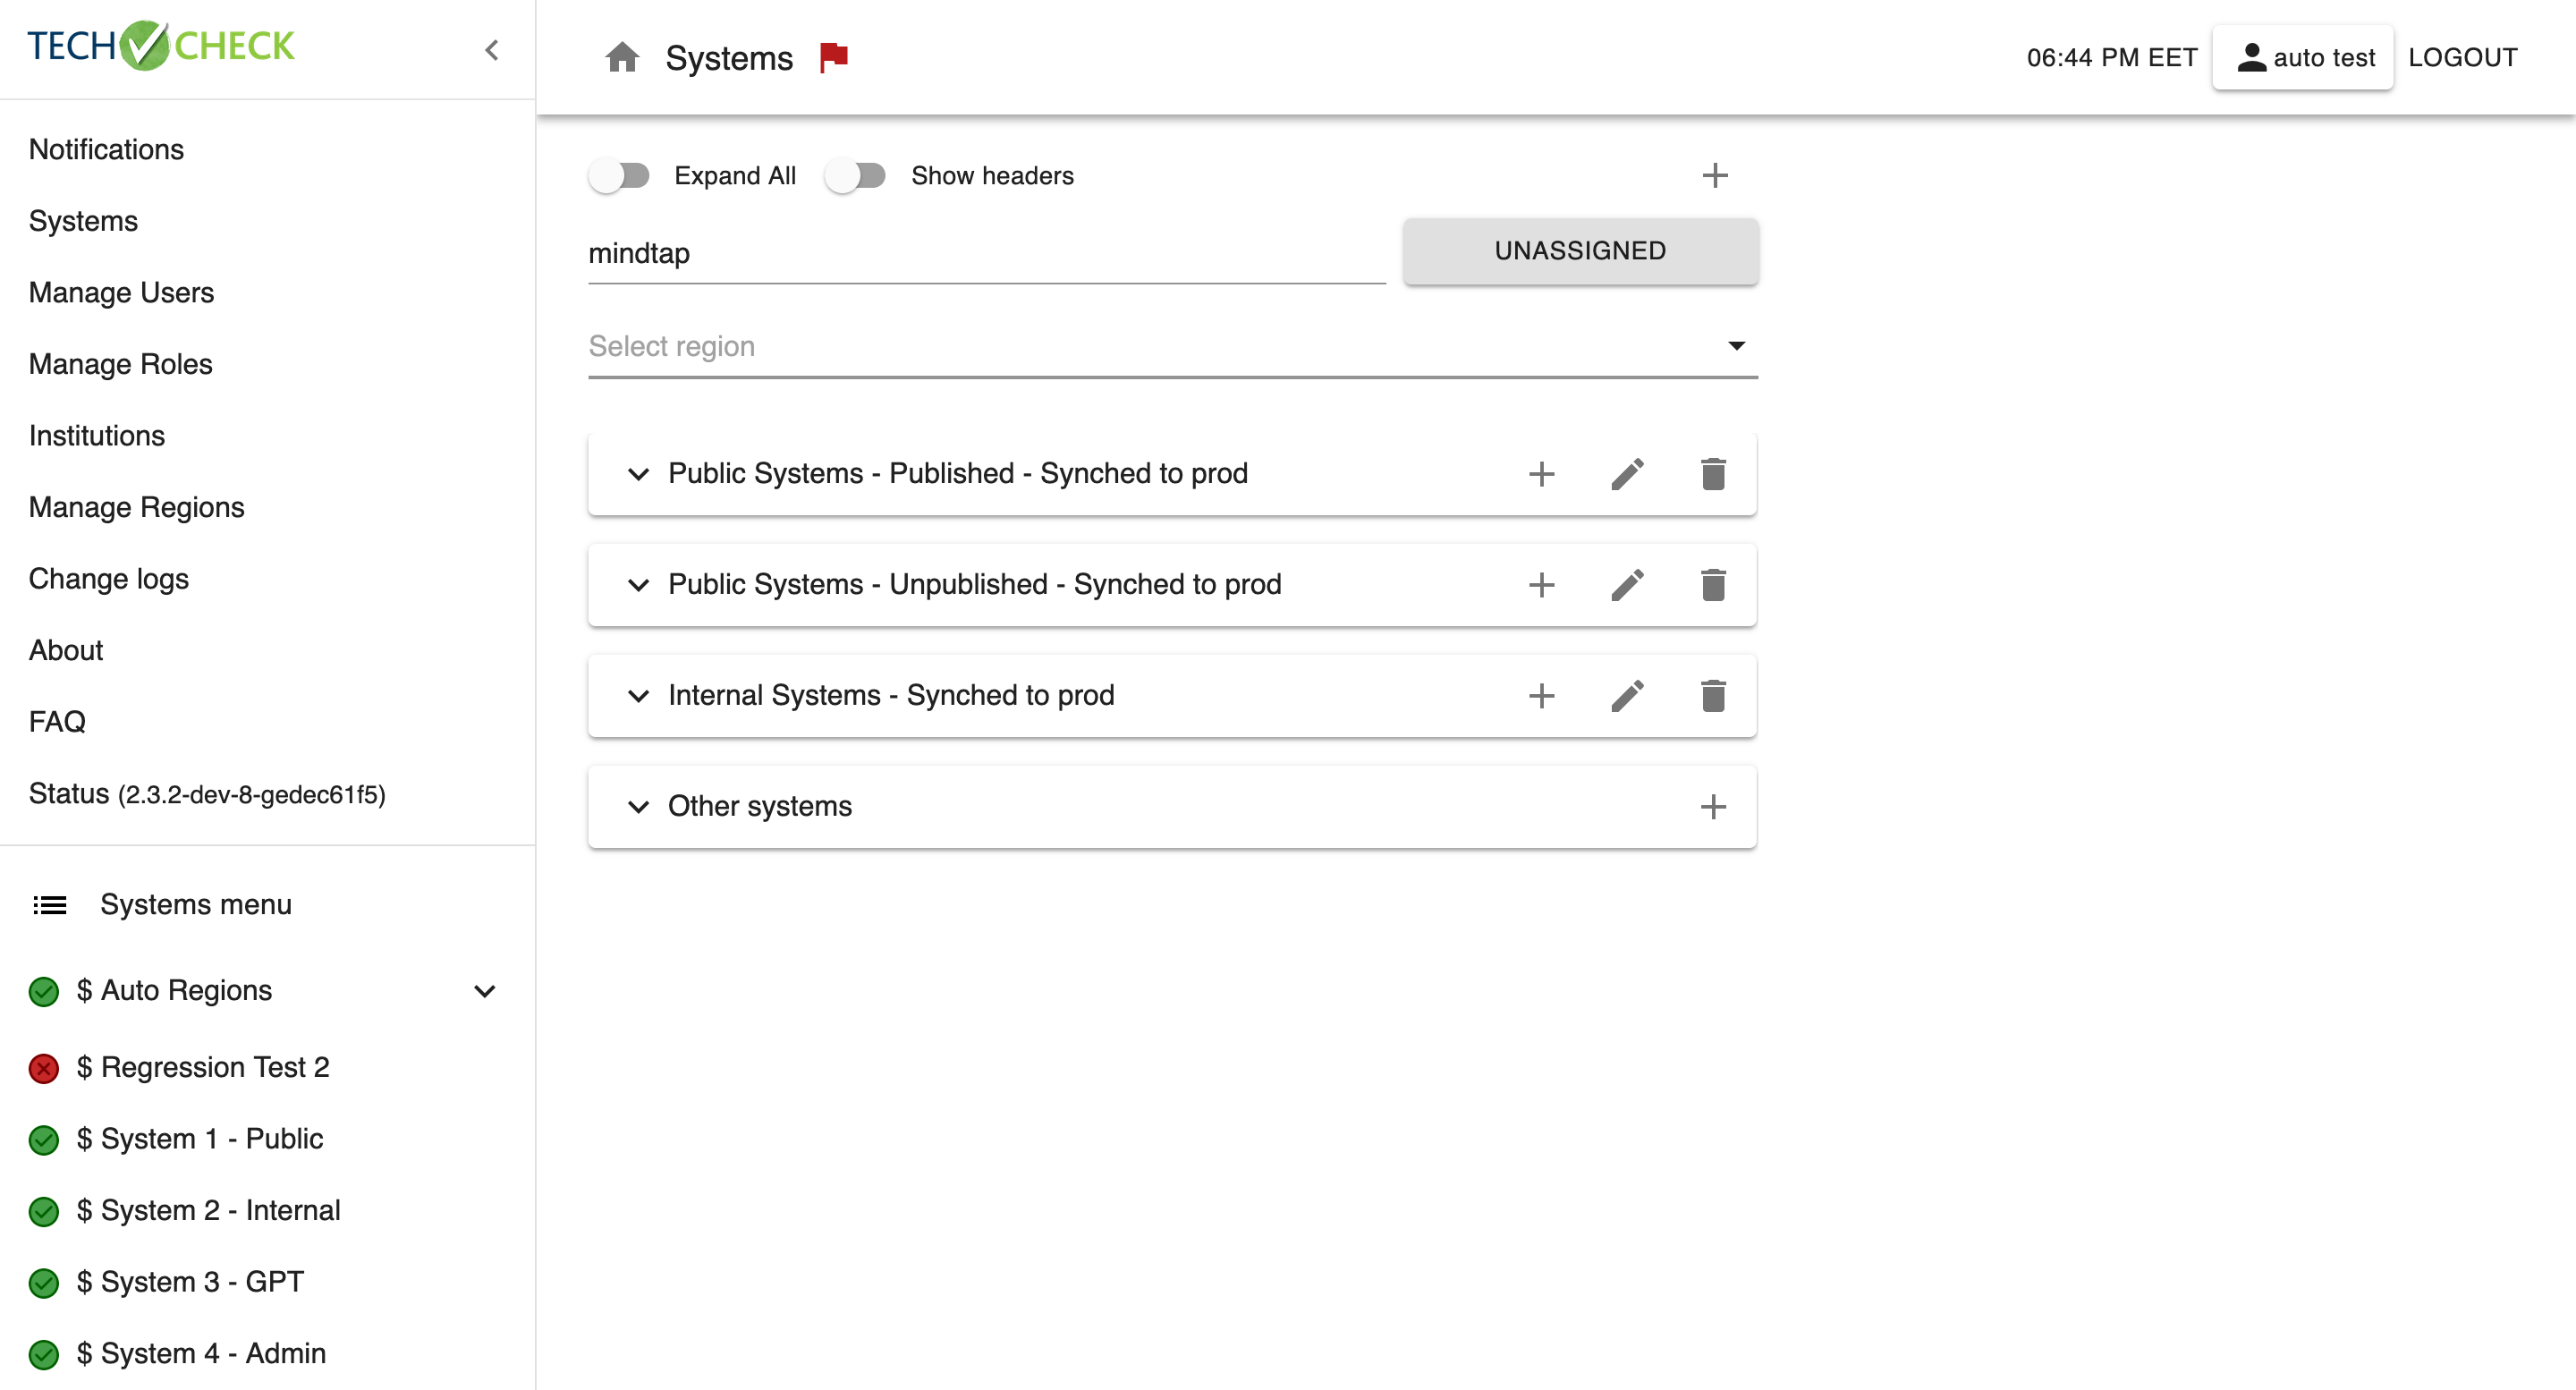 TECH CHECK
Notifications
Systems
Manage Users
Manage Roles
Institutions
Manage Regions
Change logs
About
FAQ
Status (2.3.2-dev-8-gedec61f5)
Systems menu
$ Auto Regions
$ Regression Test 2
$ System 1 - Public
$ System 2 - Internal
$ System 3 - GPT
$ System 4 - Admin
Systems
06:44 PM EET
auto test
LOGOUT
Expand All
Show headers
mindtap
UNASSIGNED
Select region
Public Systems - Published - Synched to prod
Public Systems - Unpublished - Synched to prod
Internal Systems - Synched to prod
Other systems